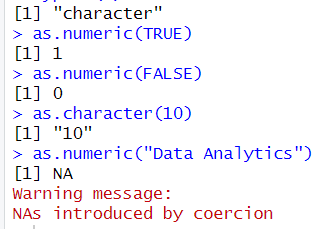 [1] "character"
> as.numeric(TRUE)
[1] 1
> as.numeric(FALSE)
[1] 0
> as.character(10)
[1] "10"
> as.numeric("Data Analytics")
[1] NA
Warning message:
NAs introduced by coercion